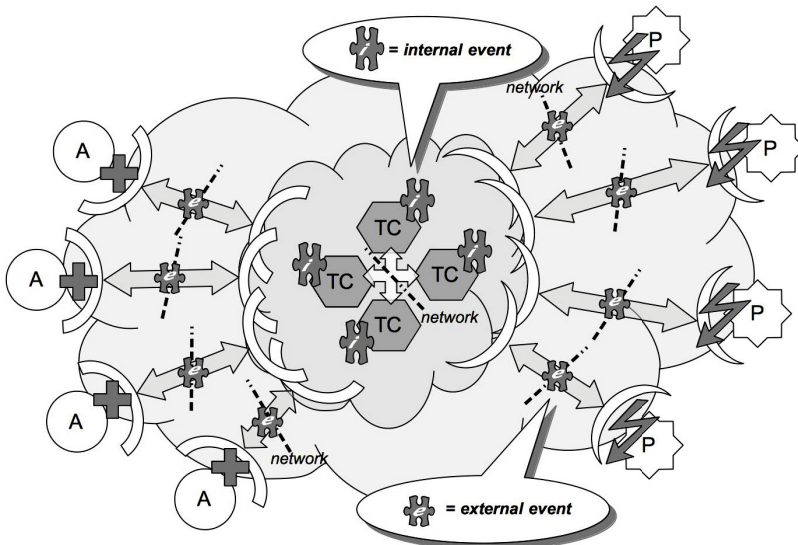 i = internal event
network
P
A
e
e
P
e
i
TC
e
A
e
i
TC
i
TC
P
network
TC
i
e
e
e
A
P
e
network
A
e = external event